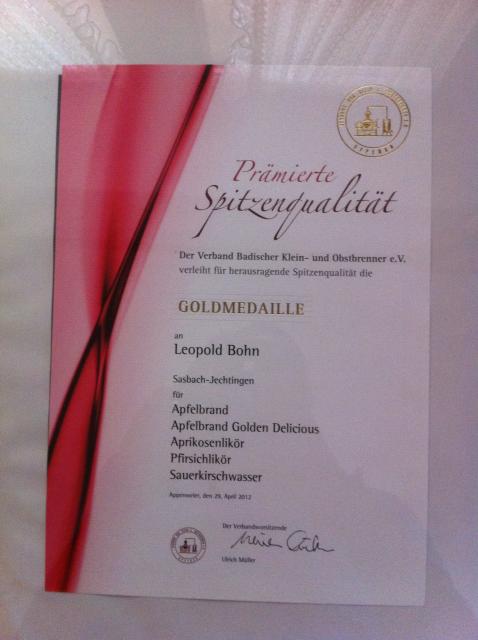 Prämierte
Spitzenqualität
Der Verband Badischer Klein- und Obstbrenner e.V.
verleiht für herausragende Spitzenqualität die
GOLDMEDAILLE
an
Leopold Bohn
Sasbach-Jechtingen
für
Apfelbrand
Apfelbrand Golden Delicious
Aprikosenlikör
Pfirsichlikör
Sauerkirschwasser
Appenweier, den 29. April 2012
Der Verbandsvorsitzende
Ulrich Müller